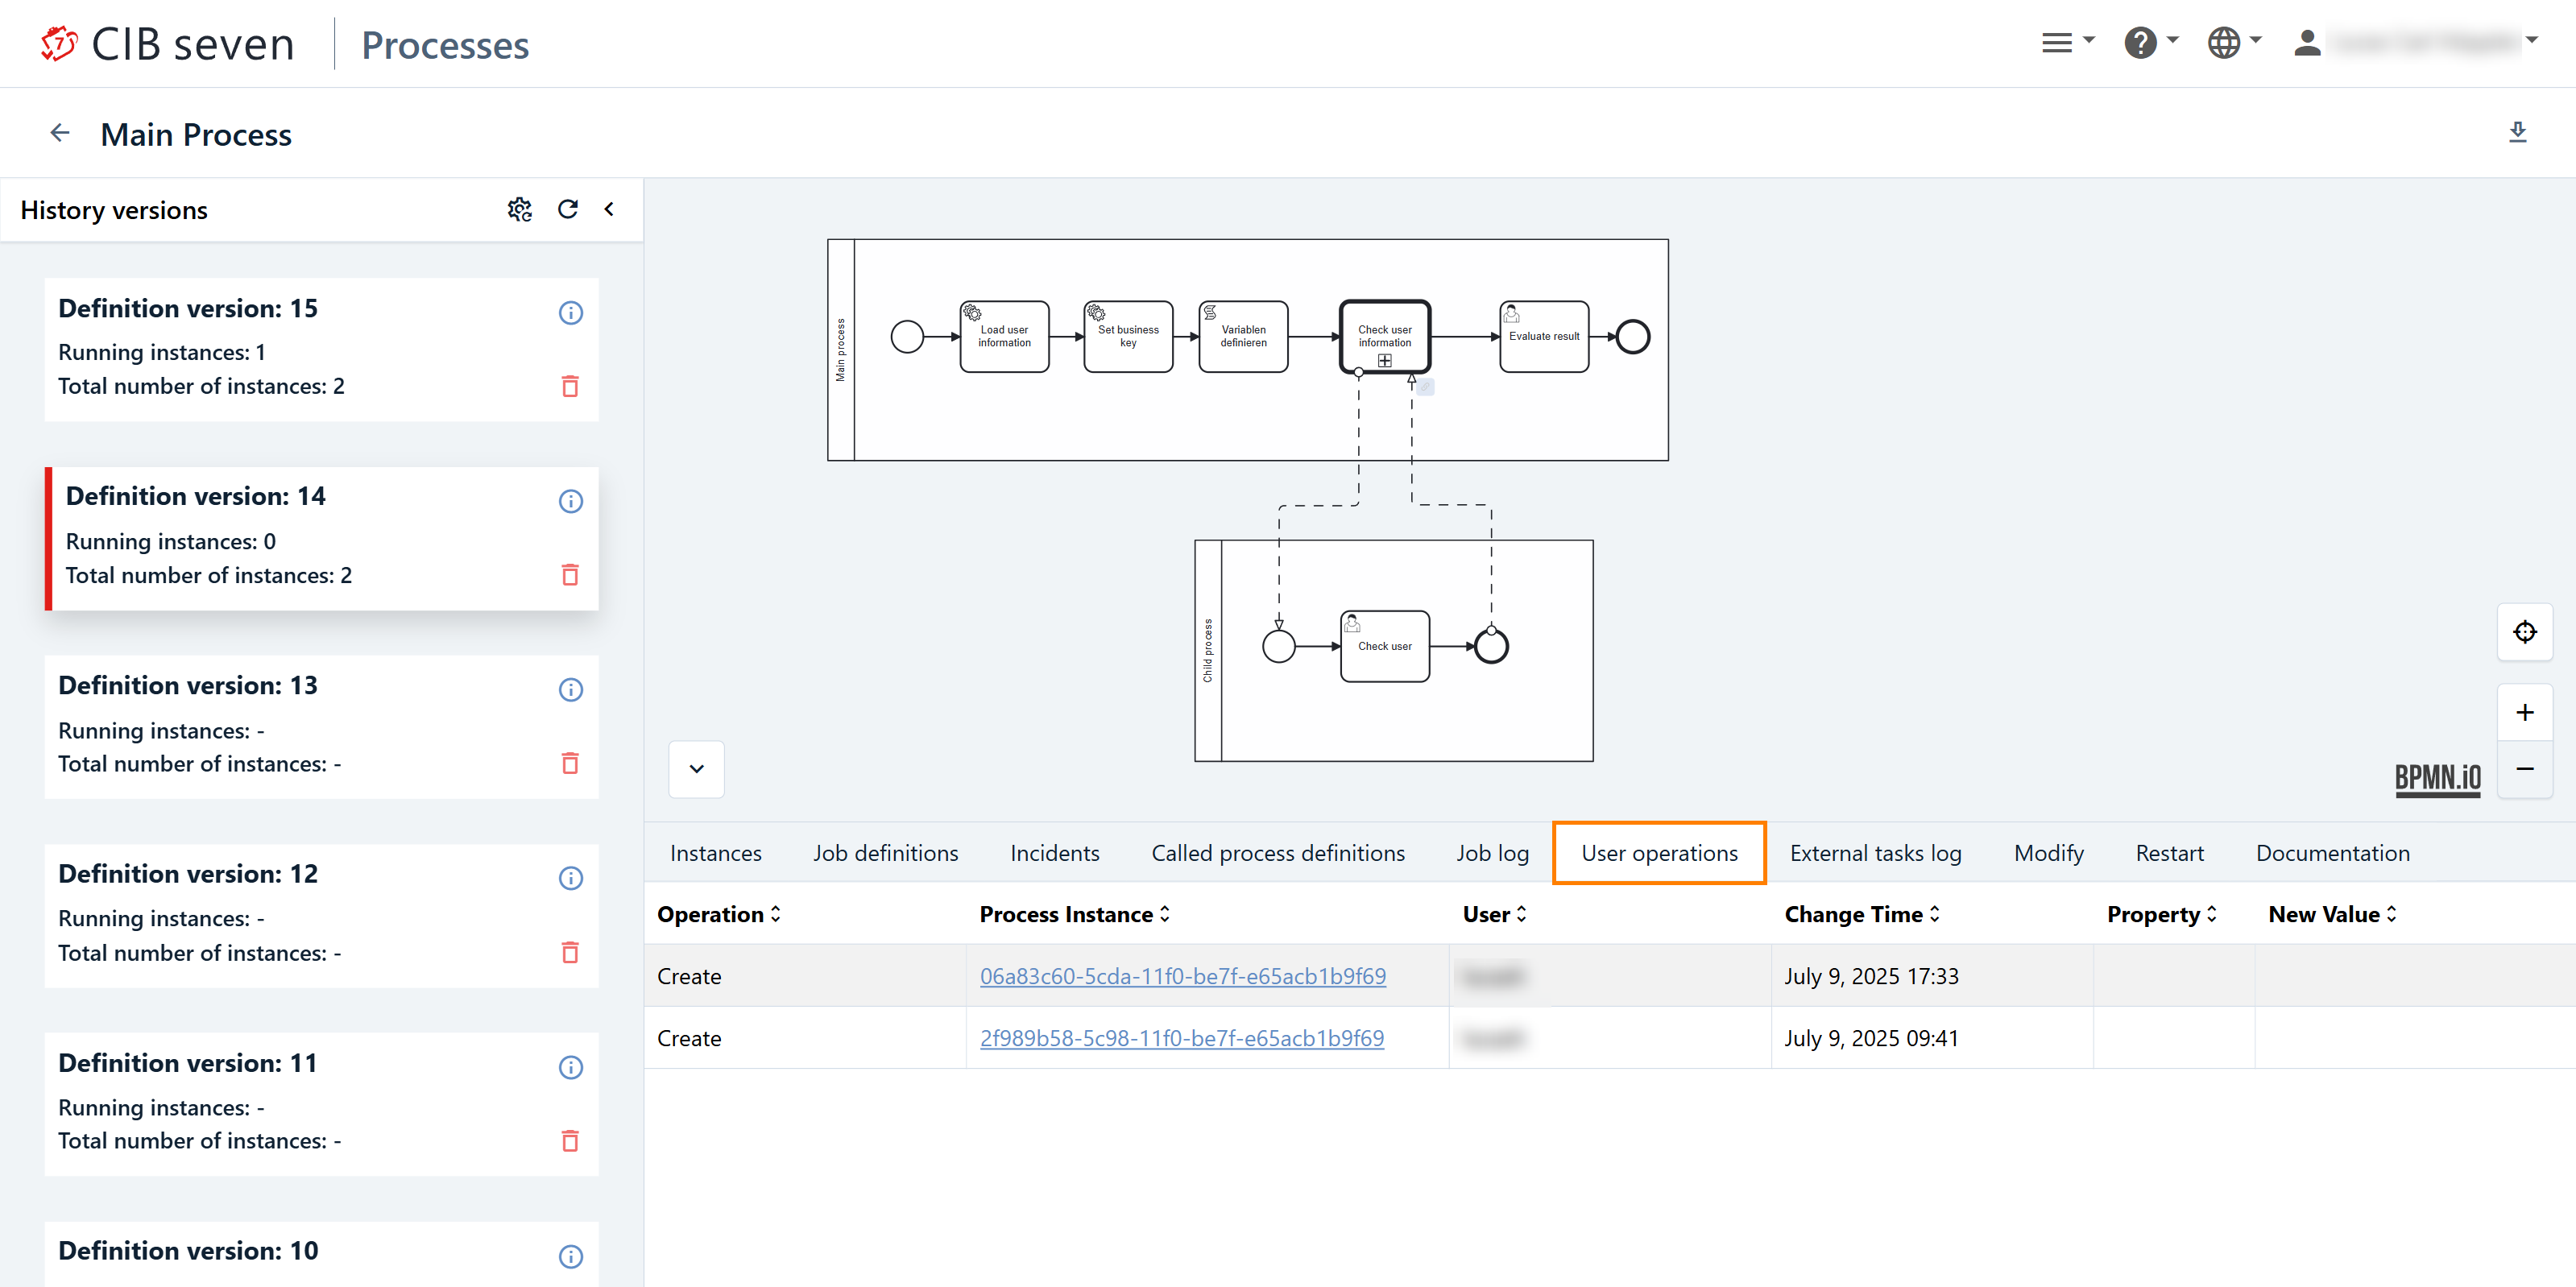 CIB seven
Processes
Main Process
History versions
Definition version: 15
Running instances: 1
Total number of instances: 2
Definition version: 14
Running instances: 0
Total number of instances: 2
Definition version: 13
Running instances: -
Total number of instances: -
Definition version: 12
Running instances: -
Total number of instances: -
Definition version: 11
Running instances: -
Total number of instances: -
Definition version: 10
Main process
Load user
information
Set business
key
Variablen
definieren
Check user
information
Evaluate result
Child process
Check user
BPMN.iO
Instances Job definitions Incidents Called process definitions Job log User operations External tasks log Modify Restart Documentation
Operation Process Instance User Change Time Property New Value
Create 06a83c60-5cda-11f0-be7f-e65acb1b9f69 July 9, 2025 17:33
Create 2f989b58-5c98-11f0-be7f-e65acb1b9f69 July 9, 2025 09:41